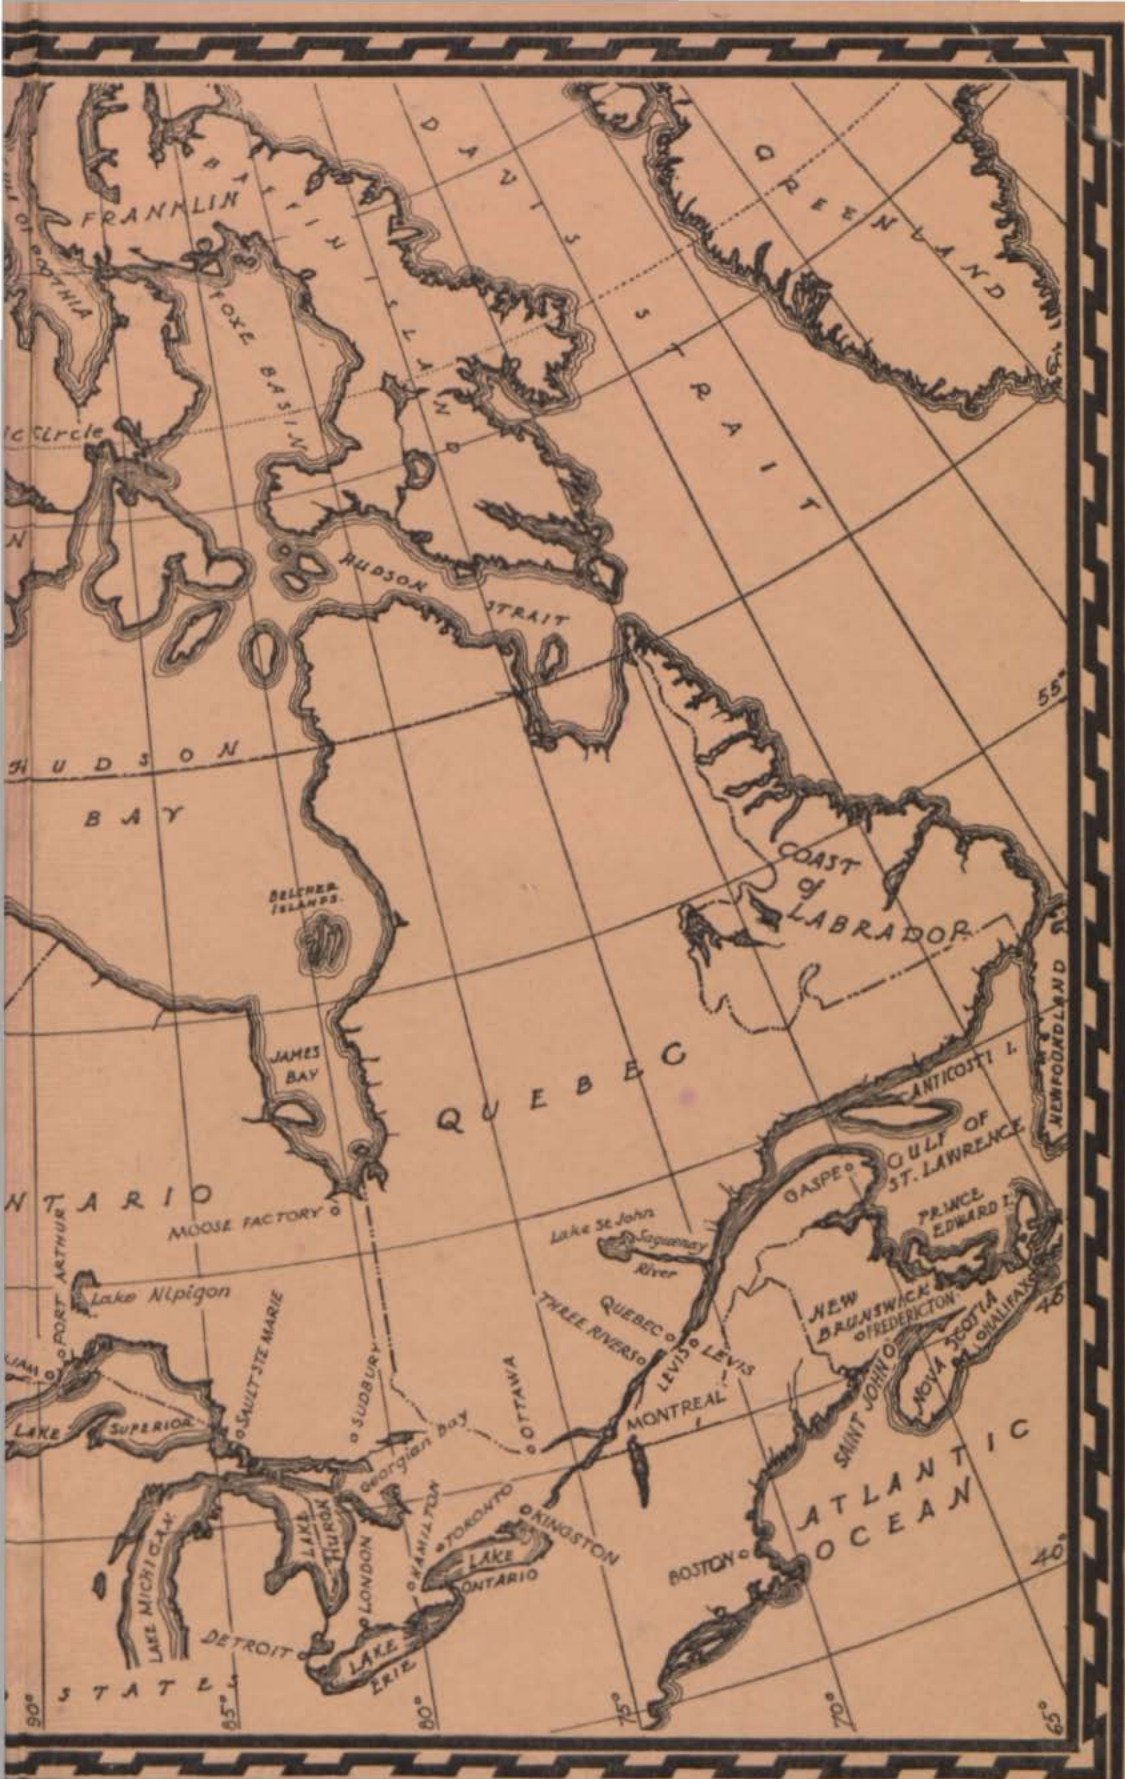 DAVIS STRAIT
GREENLAND
BAFFIN ISLAND
FRANKLIN
BOOTHIA
FOXE BASIN
ic Circle
N
HUDSON
STRAIT
55°
HUDSON
BAY
BELCHER
ISLANDS.
COAST
of
LABRADOR
NEWFOUNDLAND
JAMES
BAY
QUEBEC
ANTICOSTI I.
GULF OF
ST. LAWRENCE
GASPE
PRINCE
EDWARD I.
NTARIO
MOOSE FACTORY
PORT ARTHUR
Lake Nipigon
Lake St John
Saguenay
River
QUEBEC
THREE RIVERS
LEVIS
LEVIS
NEW
BRUNSWICK
FREDERICTON
NOVA SCOTIA
HALIFAX
SAINT JOHN
IAM
LAKE SUPERIOR
SAULT STE MARIE
SUDBURY
Georgian Bay
OTTAWA
MONTREAL
LAKE MICHIGAN
LAKE
HURON
LONDON
HAMILTON
TORONTO
KINGSTON
LAKE
ONTARIO
DETROIT
LAKE
ERIE
BOSTON
ATLANTIC
OCEAN
40°
STATES
90°
85°
80°
75°
70°
65°